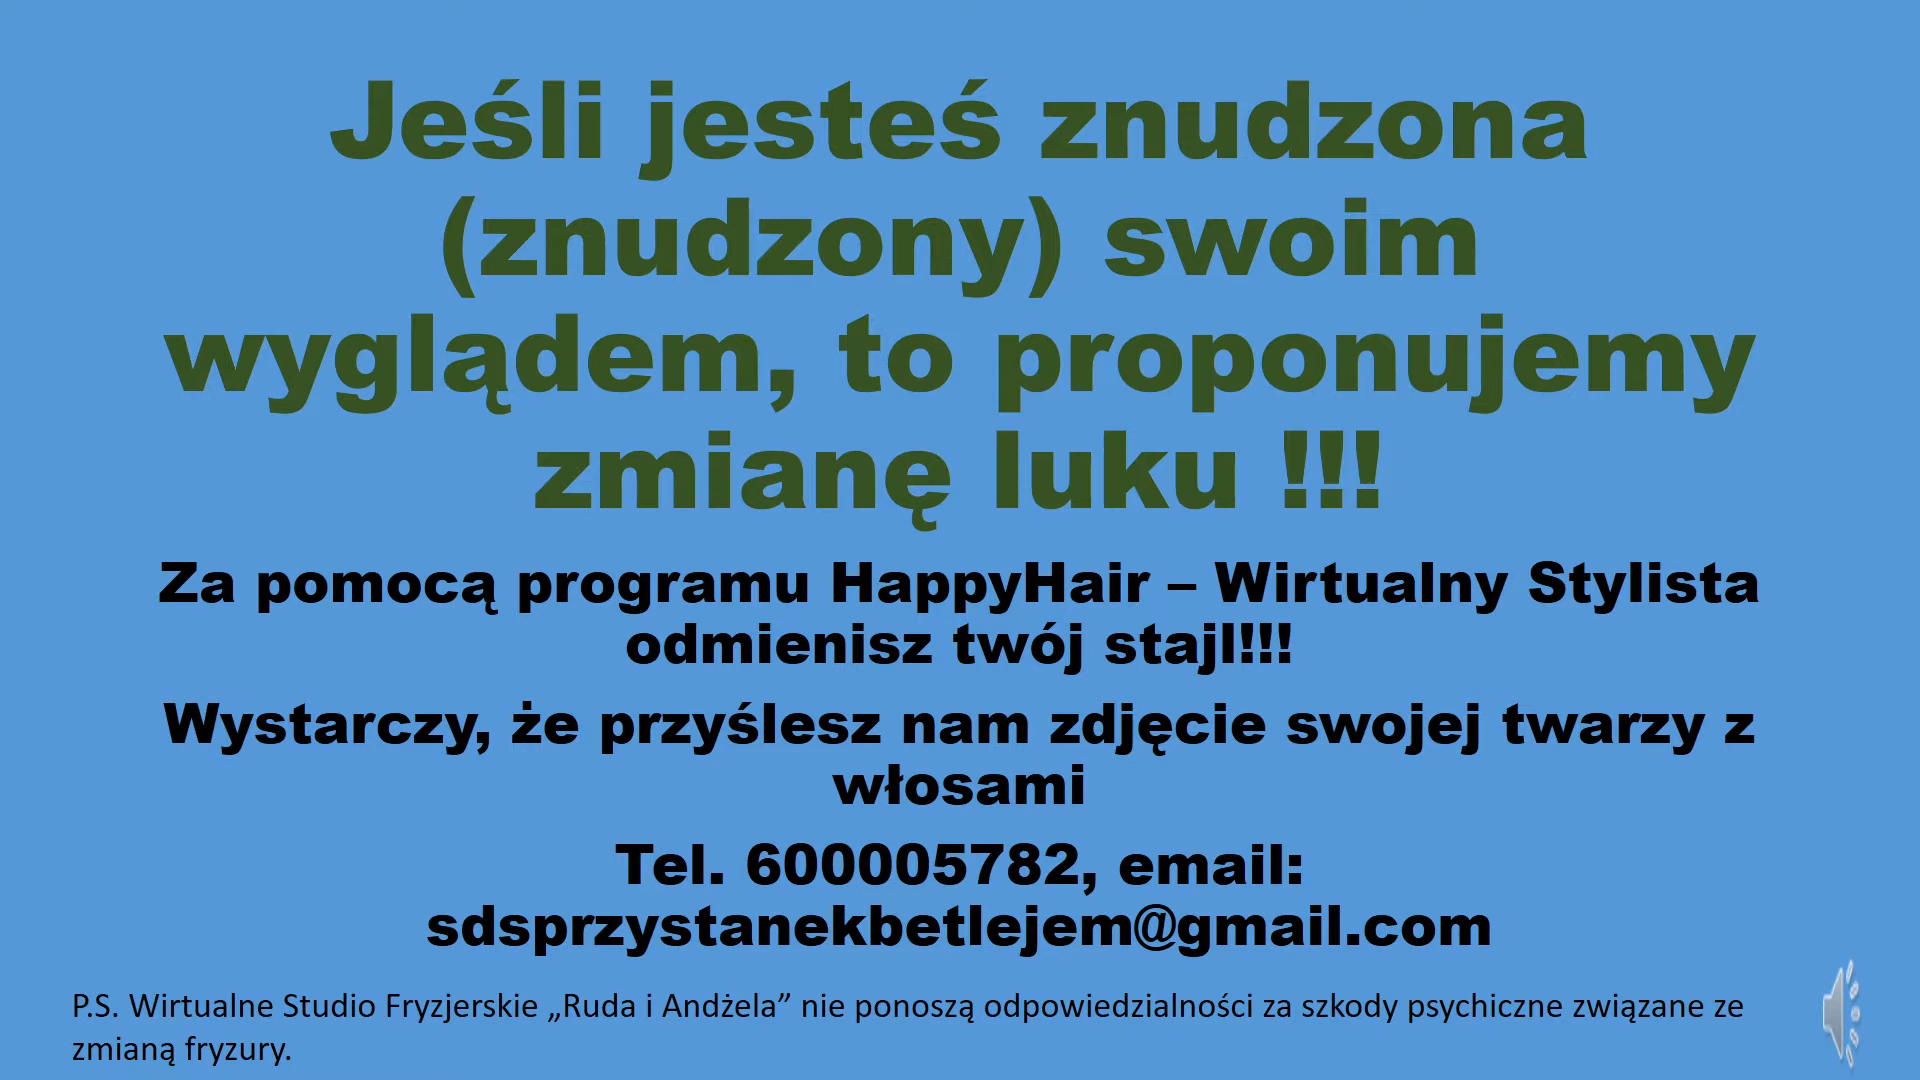 Jeśli jesteś znudzona
(znudzony) swoim
wyglądem, to proponujemy
zmianę luku !!!
Za pomocą programu HappyHair – Wirtualny Stylista
odmienisz twój stajl!!!
Wystarczy, że przyślesz nam zdjęcie swojej twarzy z
włosami
Tel. 600005782, email:
sdsprzystanekbetlejem@gmail.com
P.S. Wirtualne Studio Fryzjerskie „Ruda i Andżela” nie ponoszą odpowiedzialności za szkody psychiczne związane ze
zmianą fryzury.